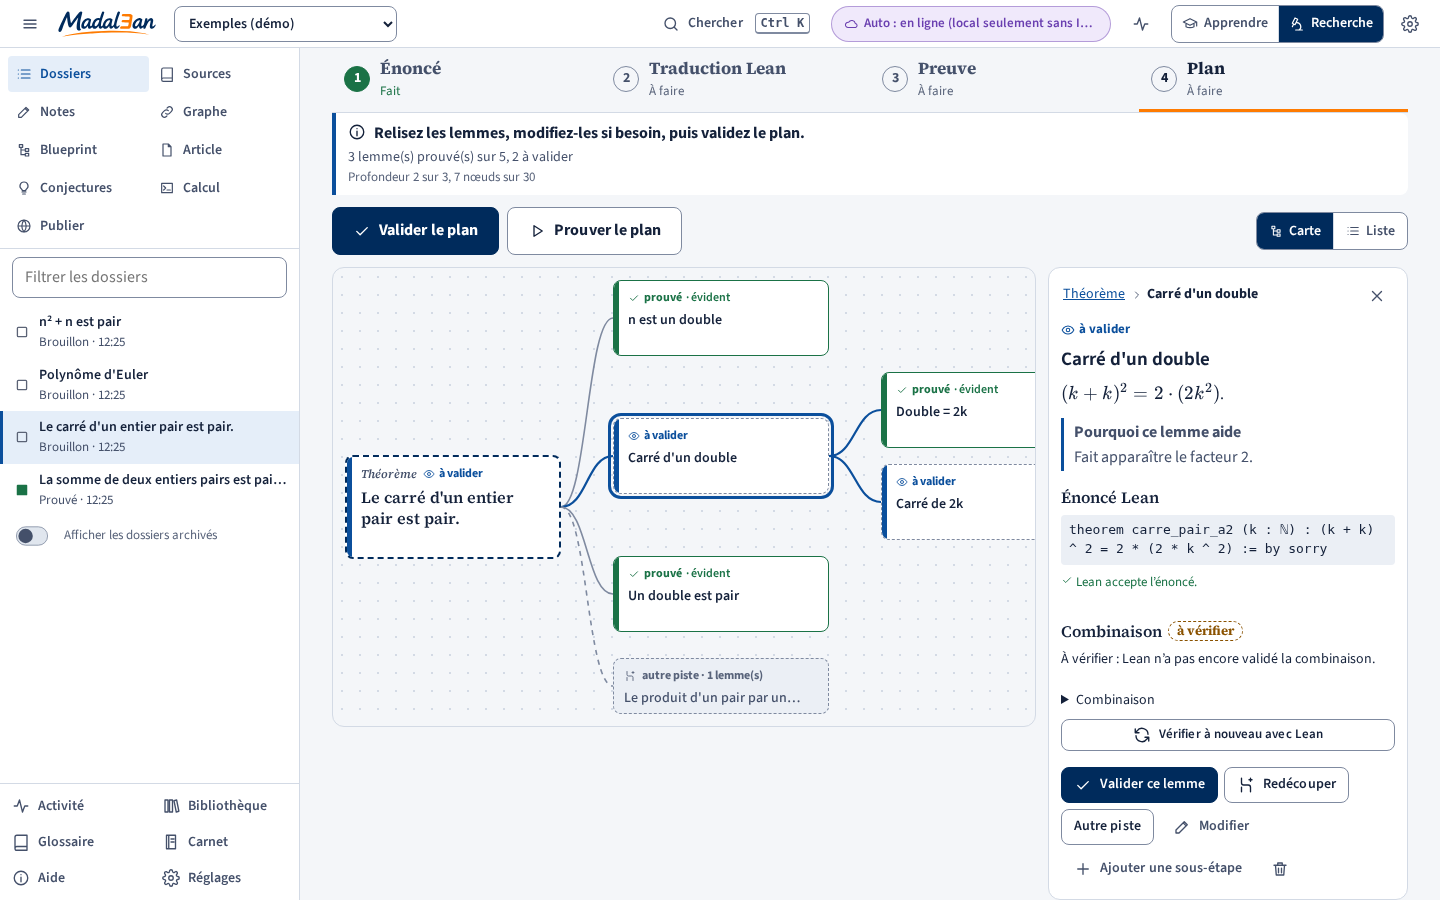 Madal3an
Exemples (démo)
Chercher
Ctrl K
Auto : en ligne (local seulement sans I…
Apprendre
Recherche
Dossiers
Sources
Notes
Graphe
Blueprint
Article
Conjectures
Calcul
Publier
Filtrer les dossiers
n² + n est pair
Brouillon · 12:25
Polynôme d'Euler
Brouillon · 12:25
Le carré d'un entier pair est pair.
Brouillon · 12:25
La somme de deux entiers pairs est pai…
Prouvé · 12:25
Afficher les dossiers archivés
Activité
Bibliothèque
Glossaire
Carnet
Aide
Réglages
1
Énoncé
Fait
2
Traduction Lean
À faire
3
Preuve
À faire
4
Plan
À faire
Relisez les lemmes, modifiez-les si besoin, puis validez le plan.
3 lemme(s) prouvé(s) sur 5, 2 à valider
Profondeur 2 sur 3, 7 nœuds sur 30
Valider le plan
Prouver le plan
Carte
Liste
prouvé · évident
n est un double
prouvé · évident
Double = 2k
à valider
Carré d'un double
Théorème
à valider
Le carré d'un entier
pair est pair.
à valider
Carré de 2k
prouvé · évident
Un double est pair
autre piste · 1 lemme(s)
Le produit d'un pair par un…
Théorème > Carré d'un double
à valider
Carré d'un double
(k + k)² = 2 · (2k²).
Pourquoi ce lemme aide
Fait apparaître le facteur 2.
Énoncé Lean
theorem carre_pair_a2 (k : ℕ) : (k + k)
^ 2 = 2 * (2 * k ^ 2) := by sorry
Lean accepte l’énoncé.
Combinaison
à vérifier
À vérifier : Lean n’a pas encore validé la combinaison.
Combinaison
Vérifier à nouveau avec Lean
Valider ce lemme
Redécouper
Autre piste
Modifier
Ajouter une sous-étape